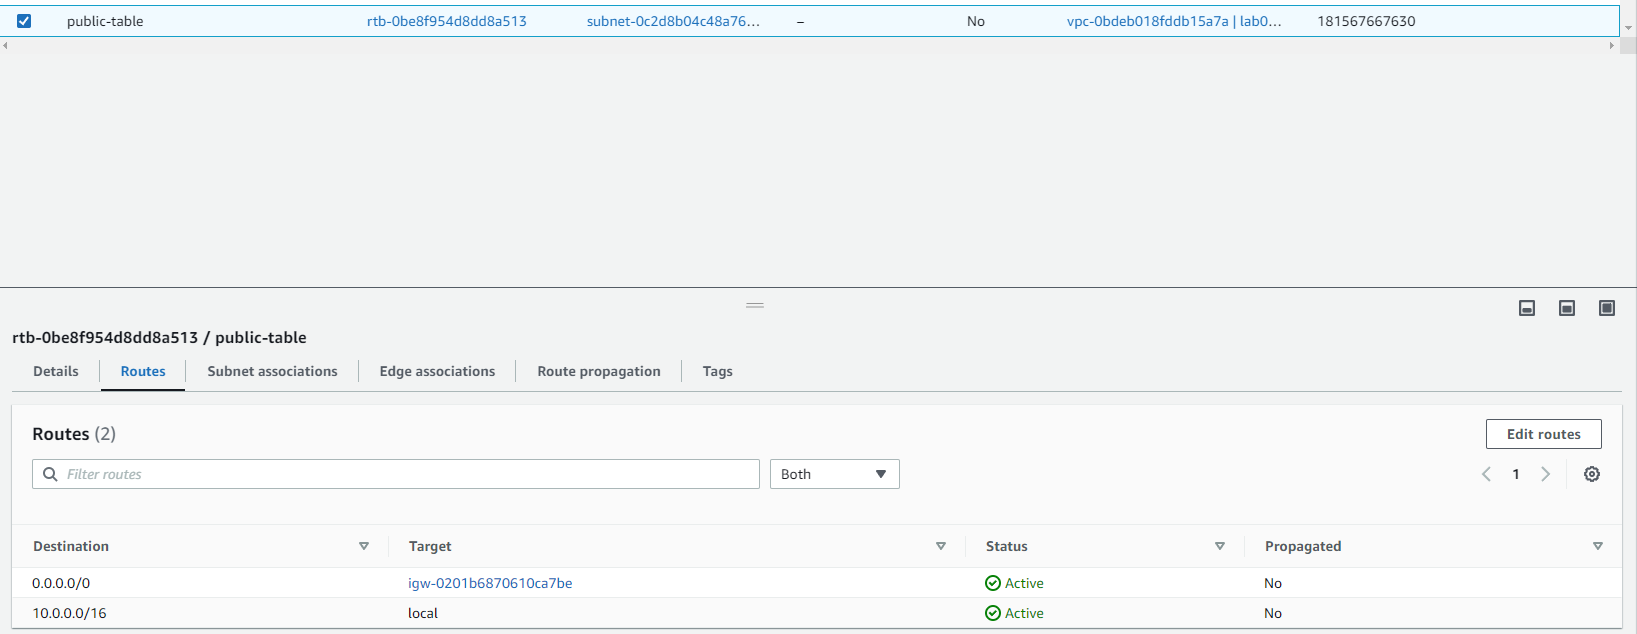 public-table rtb-0be8f954d8dd8a513 subnet-0c2d8b04c48a76... – No vpc-0bdeb018fddb15a7a | lab0... 181567667630
rtb-0be8f954d8dd8a513 / public-table
Details Routes Subnet associations Edge associations Route propagation Tags
Routes (2) Edit routes
Filter routes Both 1
Destination Target Status Propagated
0.0.0.0/0 igw-0201b6870610ca7be Active No
10.0.0.0/16 local Active No